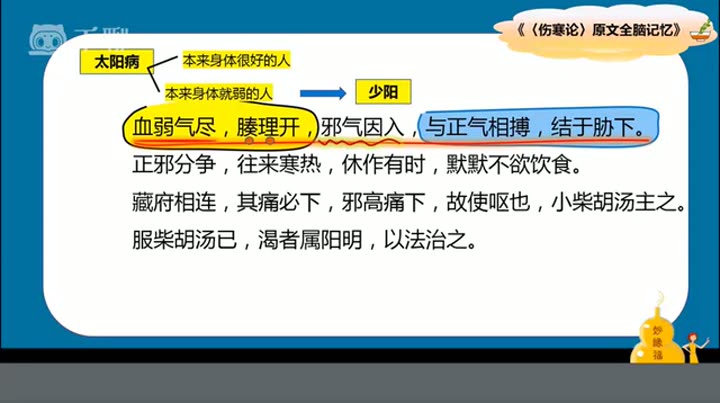 千聊
《〈伤寒论〉原文全脑记忆》
太阳病
本来身体很好的人
本来身体就弱的人
少阳
血弱气尽，腠理开，邪气因入，与正气相搏，结于胁下。
正邪分争，往来寒热，休作有时，默默不欲饮食。
藏府相连，其痛必下，邪高痛下，故使呕也，小柴胡汤主之。
服柴胡汤已，渴者属阳明，以法治之。
妙缘福